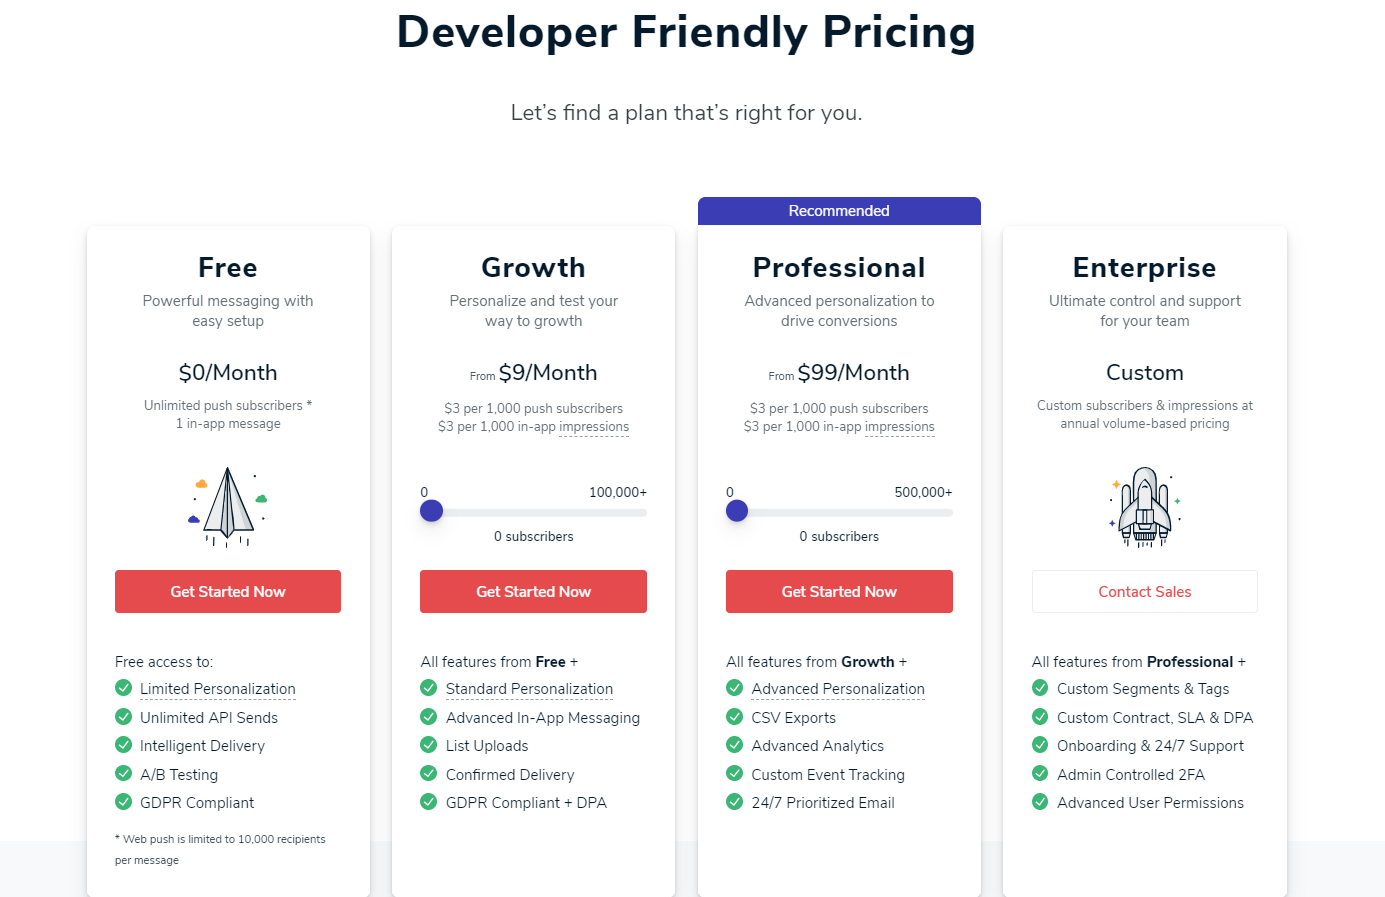 Developer Friendly Pricing
Let's find a plan that's right for you.
Free
Powerful messaging with
easy setup
$0/Month
Unlimited push subscribers *
1 in-app message
Get Started Now
Free access to:
Limited Personalization
Unlimited API Sends
Intelligent Delivery
A/B Testing
GDPR Compliant
* Web push is limited to 10,000 recipients
per message
Growth
Personalize and test your
way to growth
From $9/Month
$3 per 1,000 push subscribers
$3 per 1,000 in-app impressions
0 100,000+
0 subscribers
Get Started Now
All features from Free +
Standard Personalization
Advanced In-App Messaging
List Uploads
Confirmed Delivery
GDPR Compliant + DPA
Recommended
Professional
Advanced personalization to
drive conversions
From $99/Month
$3 per 1,000 push subscribers
$3 per 1,000 in-app impressions
0 500,000+
0 subscribers
Get Started Now
All features from Growth +
Advanced Personalization
CSV Exports
Advanced Analytics
Custom Event Tracking
24/7 Prioritized Email
Enterprise
Ultimate control and support
for your team
Custom
Custom subscribers & impressions at
annual volume-based pricing
Contact Sales
All features from Professional +
Custom Segments & Tags
Custom Contract, SLA & DPA
Onboarding & 24/7 Support
Admin Controlled 2FA
Advanced User Permissions